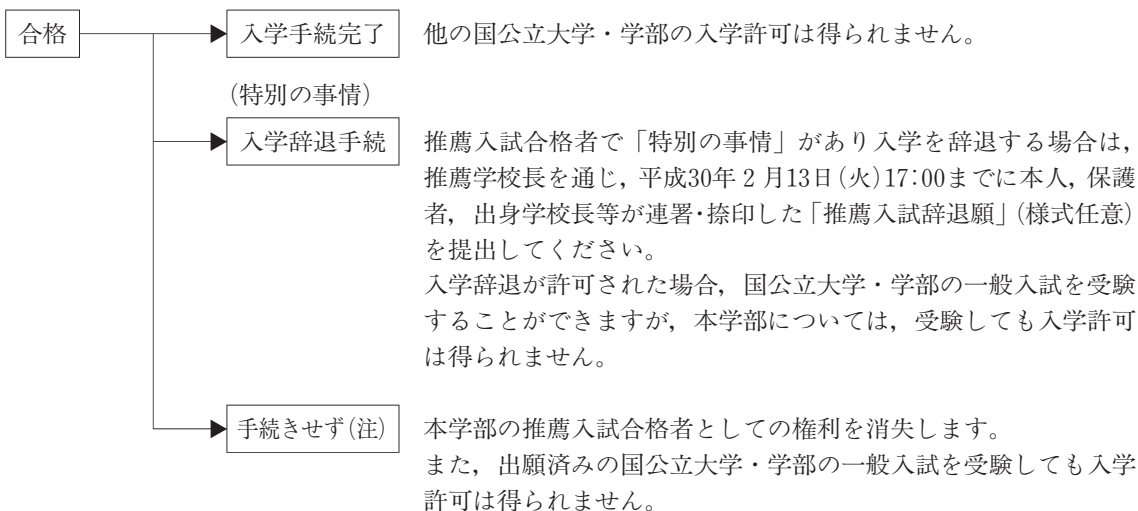 合格 入学手続完了 他の国公立大学・学部の入学許可は得られません。
(特別の事情)
入学辞退手続 推薦入試合格者で「特別の事情」があり入学を辞退する場合は,
推薦学校長を通じ, 平成30年2月13日(火)17:00までに本人, 保護
者, 出身学校長等が連署・捺印した「推薦入試辞退願」(様式任意)
を提出してください。
入学辞退が許可された場合, 国公立大学・学部の一般入試を受験
することができますが, 本学部については, 受験しても入学許可
は得られません。
手続きせず(注) 本学部の推薦入試合格者としての権利を消失します。
また, 出願済みの国公立大学・学部の一般入試を受験しても入学
許可は得られません。